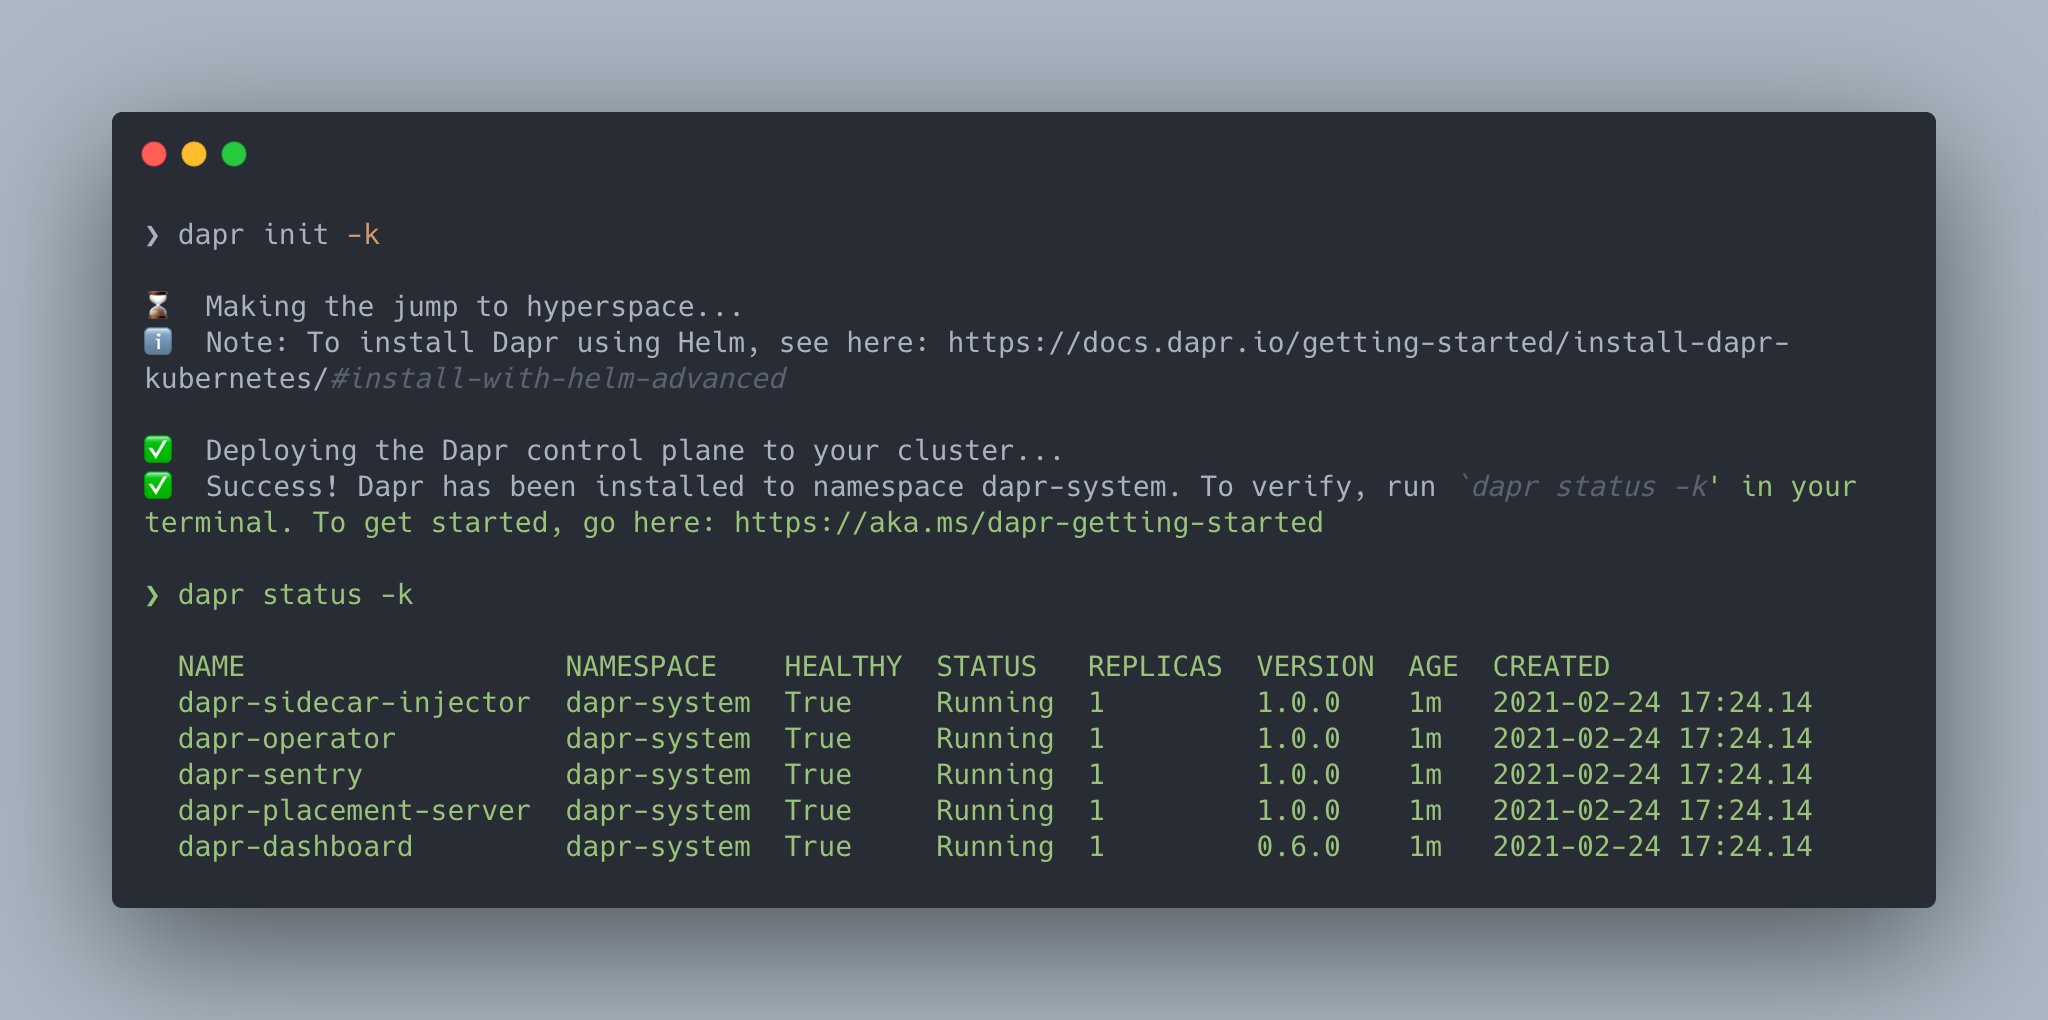 ❯ dapr init -k
⌛ Making the jump to hyperspace...
ℹ️ Note: To install Dapr using Helm, see here: https://docs.dapr.io/getting-started/install-dapr-
kubernetes/#install-with-helm-advanced
✅ Deploying the Dapr control plane to your cluster...
✅ Success! Dapr has been installed to namespace dapr-system. To verify, run `dapr status -k' in your
terminal. To get started, go here: https://aka.ms/dapr-getting-started
❯ dapr status -k
NAME NAMESPACE HEALTHY STATUS REPLICAS VERSION AGE CREATED
dapr-sidecar-injector dapr-system True Running 1 1.0.0 1m 2021-02-24 17:24.14
dapr-operator dapr-system True Running 1 1.0.0 1m 2021-02-24 17:24.14
dapr-sentry dapr-system True Running 1 1.0.0 1m 2021-02-24 17:24.14
dapr-placement-server dapr-system True Running 1 1.0.0 1m 2021-02-24 17:24.14
dapr-dashboard dapr-system True Running 1 0.6.0 1m 2021-02-24 17:24.14